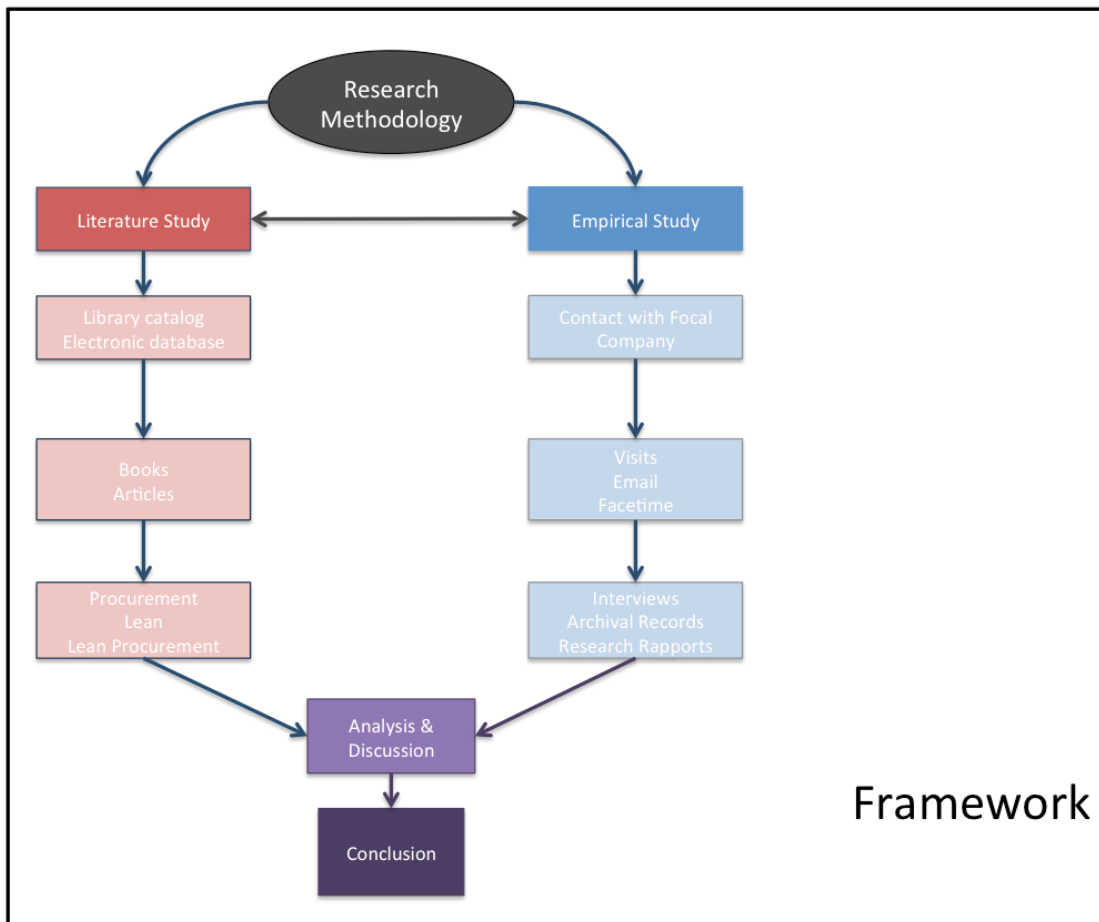 Research
Methodology
Literature Study
Empirical Study
Library catalog
Electronic database
Contact with Focal
Company
Books
Articles
Visits
Email
Facetime
Procurement
Lean
Lean Procurement
Interviews
Archival Records
Research Rapports
Analysis &
Discussion
Conclusion
Framework